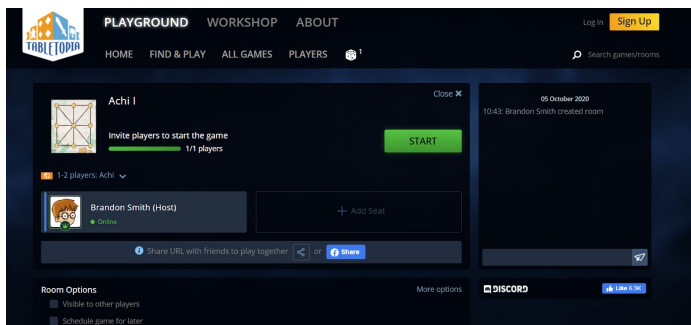 TABLETOPIA
PLAYGROUND WORKSHOP ABOUT
Log In Sign Up
HOME FIND & PLAY ALL GAMES PLAYERS 1
Search games/rooms
Achi I
Close ✖
Invite players to start the game
1/1 players
START
1-2 players: Achi
Brandon Smith (Host)
Online
+ Add Seat
Share URL with friends to play together or Share
Room Options
More options
Visible to other players
Schedule game for later
05 October 2020
10:43: Brandon Smith created room
DISCORD
Like 6.3K